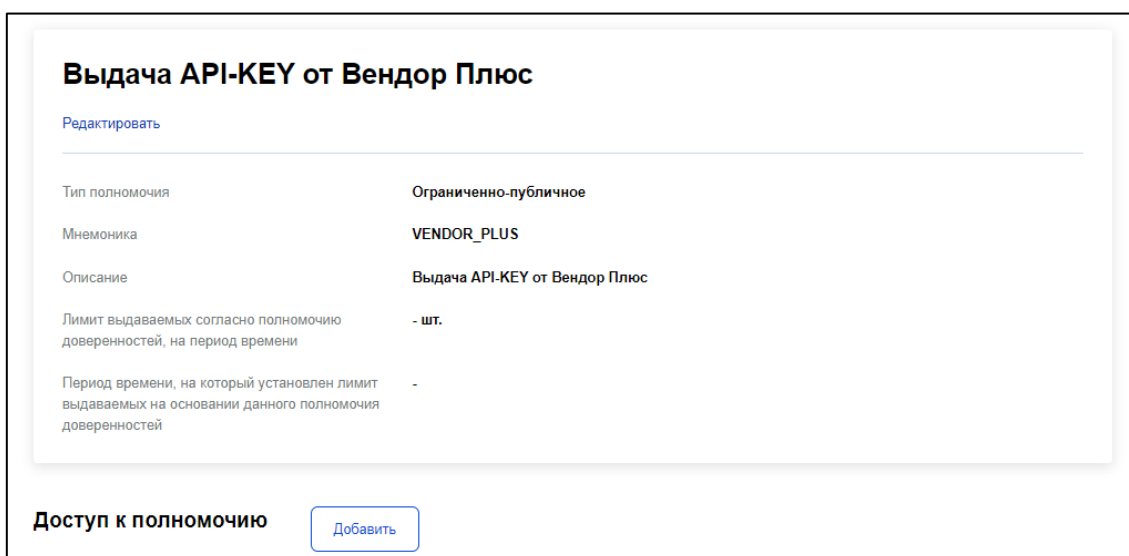 Выдача API-KEY от Вендор Плюс
Редактировать
Тип полномочия
Ограниченно-публичное
Мнемоника
VENDOR_PLUS
Описание
Выдача API-KEY от Вендор Плюс
Лимит выдаваемых согласно полномочию
доверенностей, на период времени
- шт.
Период времени, на который установлен лимит
выдаваемых на основании данного полномочия
доверенностей
-
Доступ к полномочию
Добавить